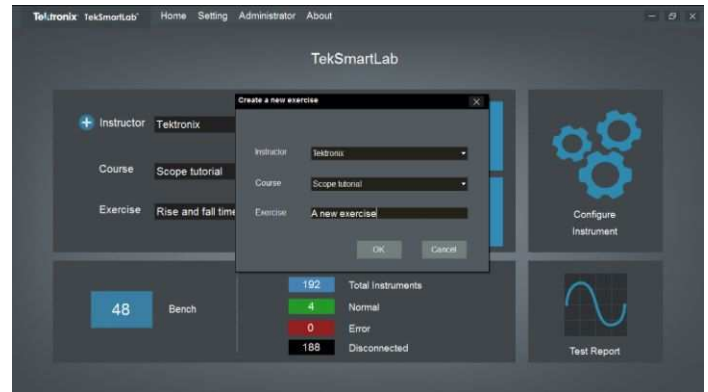 Tektronix TekSmartLab Home Setting Administrator About
TekSmartLab
Create a new exercise
Instructor Tektronix
Course Scope tutorial
Exercise Rise and fall time
Instructor Tektronix
Course Scope tutorial
Exercise A new exercise
OK Cancel
Configure
Instrument
48 Bench
192 Total Instruments
4 Normal
0 Error
188 Disconnected
Test Report